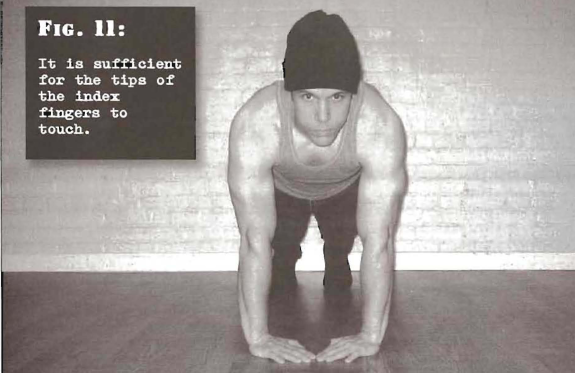 FIG. 11:
It is sufficient
for the tips of
the index
fingers to
touch.